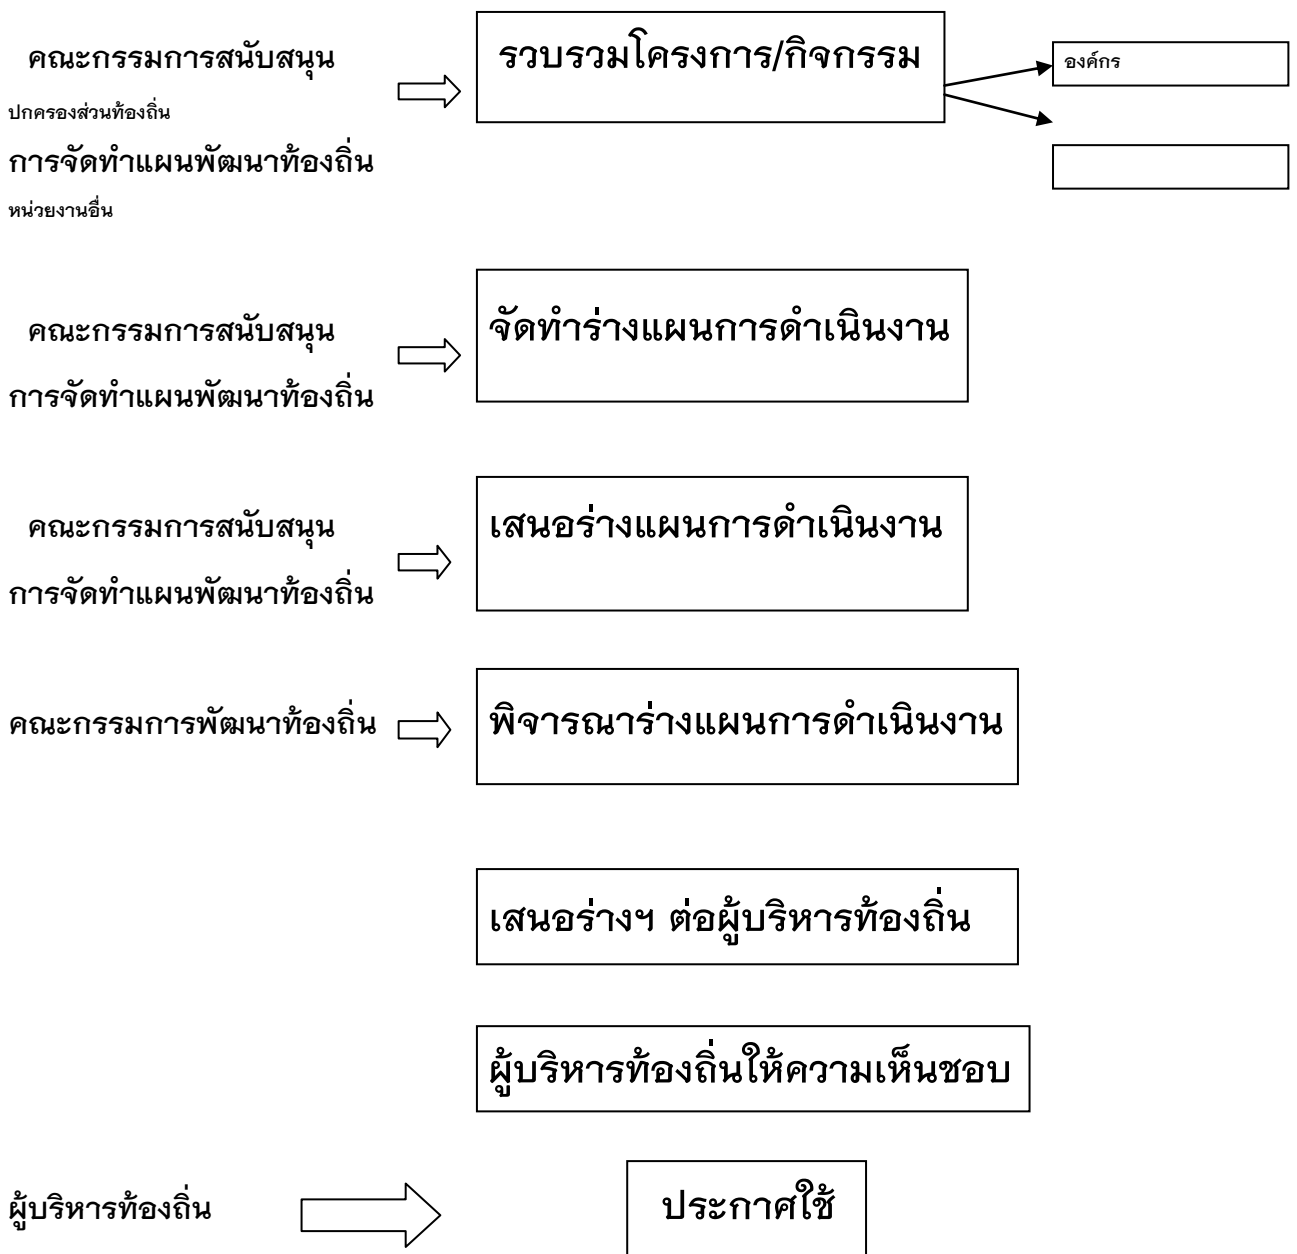 คณะกรรมการสนับสนุน
รวบรวมโครงการ/กิจกรรม
องค์กร
ปกครองส่วนท้องถิ่น
การจัดทำแผนพัฒนาท้องถิ่น
หน่วยงานอื่น
คณะกรรมการสนับสนุน
จัดทำร่างแผนการดำเนินงาน
การจัดทำแผนพัฒนาท้องถิ่น
คณะกรรมการสนับสนุน
เสนอร่างแผนการดำเนินงาน
การจัดทำแผนพัฒนาท้องถิ่น
คณะกรรมการพัฒนาท้องถิ่น
พิจารณาร่างแผนการดำเนินงาน
เสนอร่างฯ ต่อผู้บริหารท้องถิ่น
ผู้บริหารท้องถิ่นให้ความเห็นชอบ
ผู้บริหารท้องถิ่น
ประกาศใช้